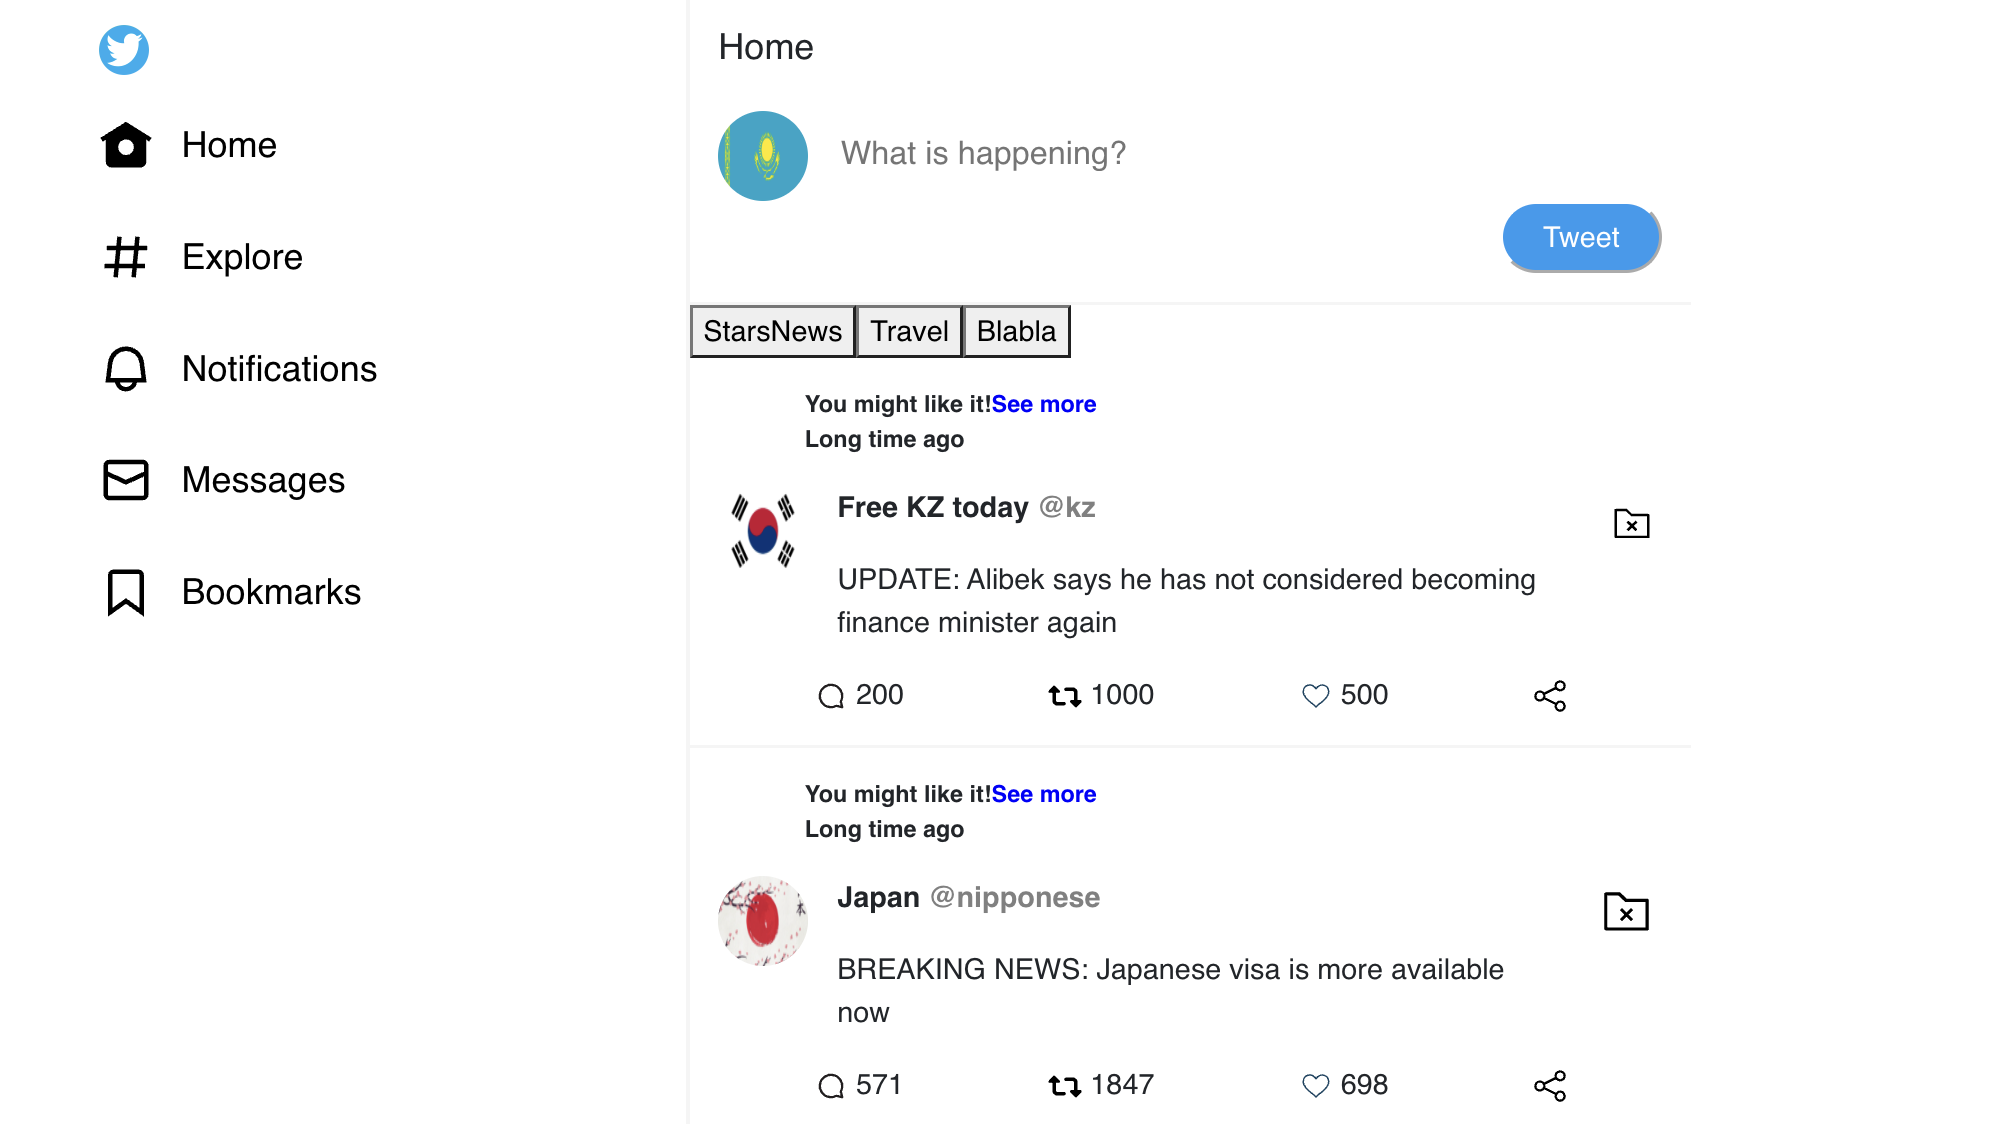 Home
Explore
Notifications
Messages
Bookmarks
Home
What is happening?
Tweet
StarsNews Travel Blabla
You might like it!See more
Long time ago
Free KZ today @kz
UPDATE: Alibek says he has not considered becoming
finance minister again
200 1000 500
You might like it!See more
Long time ago
Japan @nipponese
BREAKING NEWS: Japanese visa is more available
now
571 1847 698